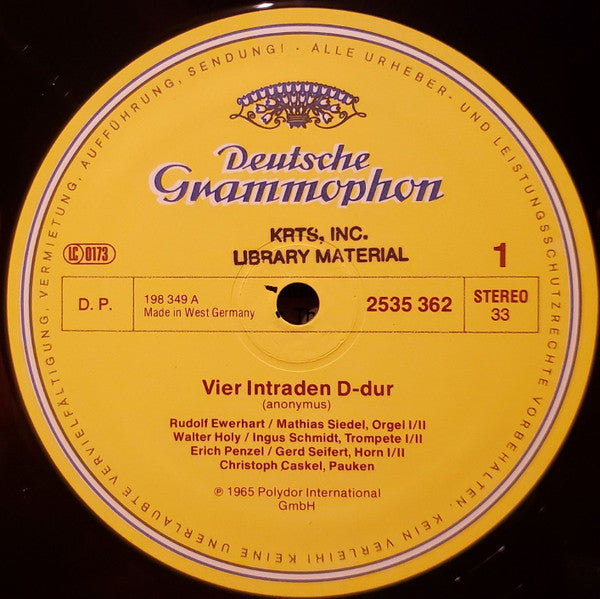 ALLE URHEBER- UND LEISTUNGSSCHUTZRECHTE VORBEHALTEN · KEIN VERLEIH! KEINE UNERLAUBTE VERVIELFÄLTIGUNG, VERMIETUNG, AUFFÜHRUNG, SENDUNG! ·
Deutsche
Grammophon
KRTS, INC.
LIBRARY MATERIAL
LC 0173
1
D. P.
198 349 A
Made in West Germany
2535 362
STEREO
33
Vier Intraden D-dur
(anonymus)
Rudolf Ewerhart / Mathias Siedel, Orgel I/II
Walter Holy / Ingus Schmidt, Trompete I/II
Erich Penzel / Gerd Seifert, Horn I/II
Christoph Caskel, Pauken
℗ 1965 Polydor International
GmbH